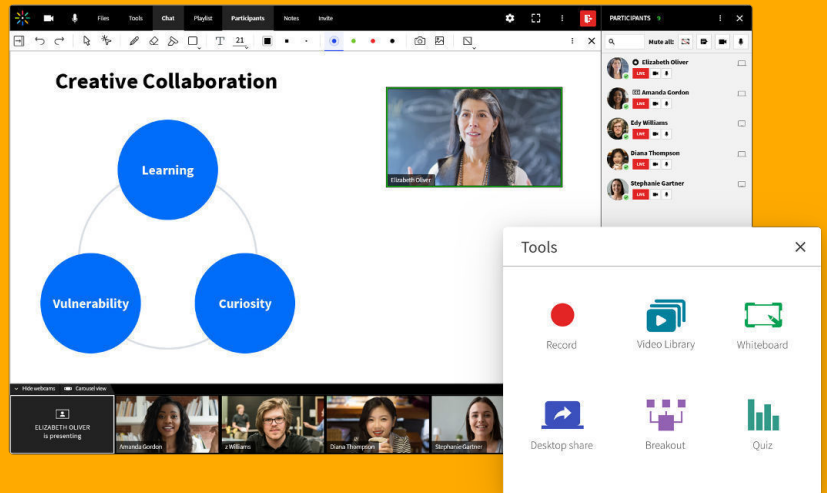 Files Tools Chat Playlist Participants Notes Invite
PARTICIPANTS 5
T 21
Mute all:
Creative Collaboration
Learning
Vulnerability
Curiosity
Elizabeth Oliver
Elizabeth Oliver
LIVE
Amanda Gordon
LIVE
Edy Williams
LIVE
Diana Thompson
LIVE
Stephanie Gartner
LIVE
Hide webcams Carousel view
ELIZABETH OLIVER
is presenting
Amanda Gordon
z Williams
Diana Thompson
Stephanie Gartner
Tools
Record
Video Library
Whiteboard
Desktop share
Breakout
Quiz